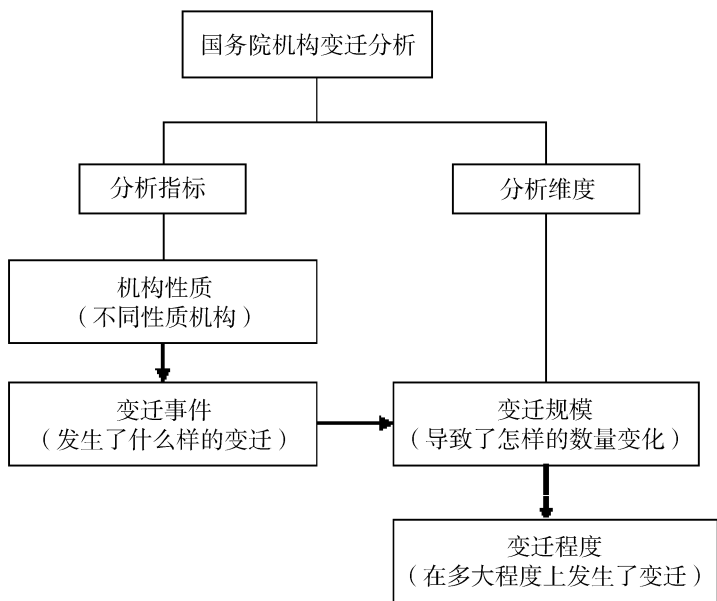 国务院机构变迁分析
分析指标
分析维度
机构性质
（不同性质机构）
变迁事件
（发生了什么样的变迁）
变迁规模
（导致了怎样的数量变化）
变迁程度
（在多大程度上发生了变迁）